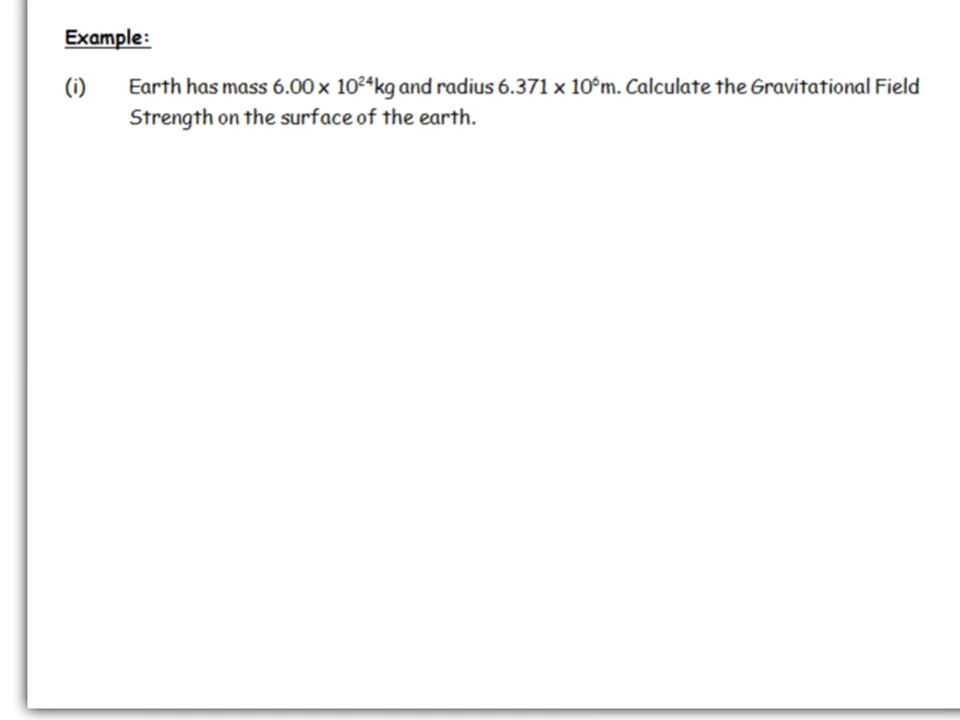 Example:
(i) Earth has mass 6.00 x 10²⁴kg and radius 6.371 x 10⁶m. Calculate the Gravitational Field
Strength on the surface of the earth.